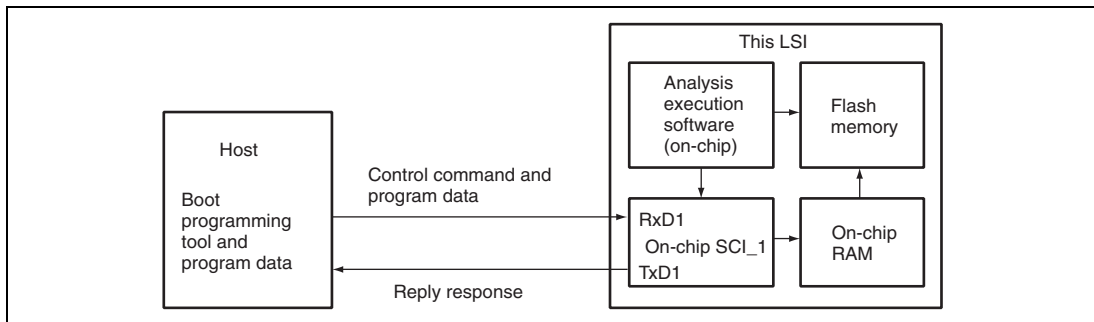 Host
Boot
programming
tool and
program data
Control command and
program data
Reply response
This LSI
Analysis
execution
software
(on-chip)
Flash
memory
RxD1
On-chip SCI_1
TxD1
On-chip
RAM